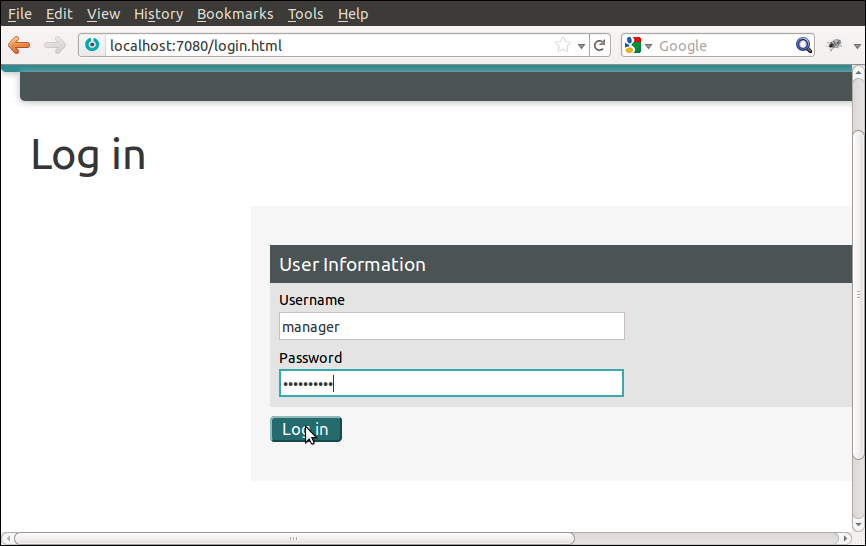 File Edit View History Bookmarks Tools Help
localhost:7080/login.html Google
Log in
User Information
Username
manager
Password
••••••••••
Log in